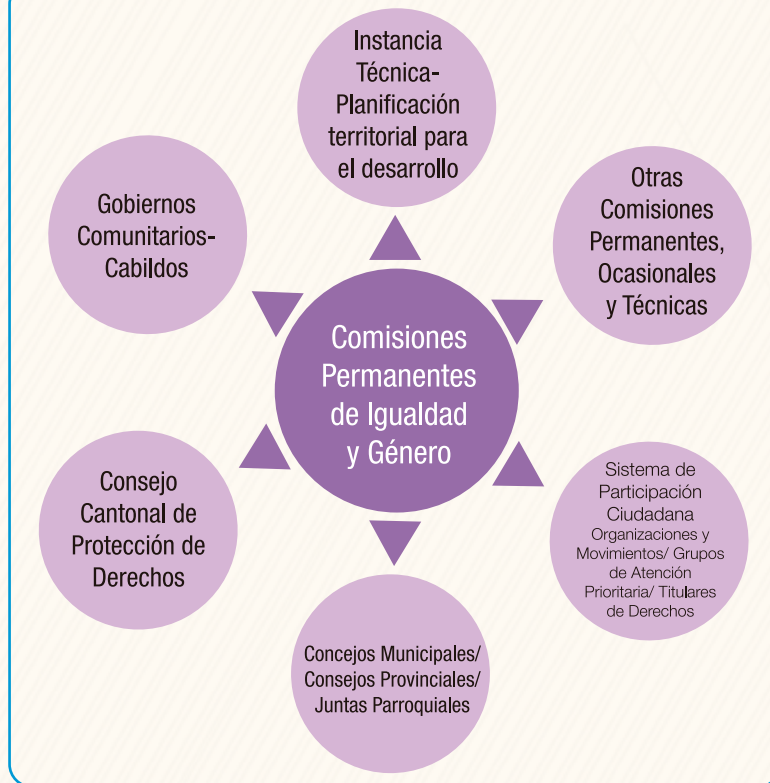 Instancia
Técnica-
Planificación
territorial para
el desarrollo
Otras
Comisiones
Permanentes,
Ocasionales
y Técnicas
Gobiernos
Comunitarios-
Cabildos
Comisiones
Permanentes
de Igualdad
y Género
Consejo
Cantonal de
Protección de
Derechos
Sistema de
Participación
Ciudadana
Organizaciones y
Movimientos/ Grupos
de Atención
Prioritaria/ Titulares
de Derechos
Concejos Municipales/
Consejos Provinciales/
Juntas Parroquiales